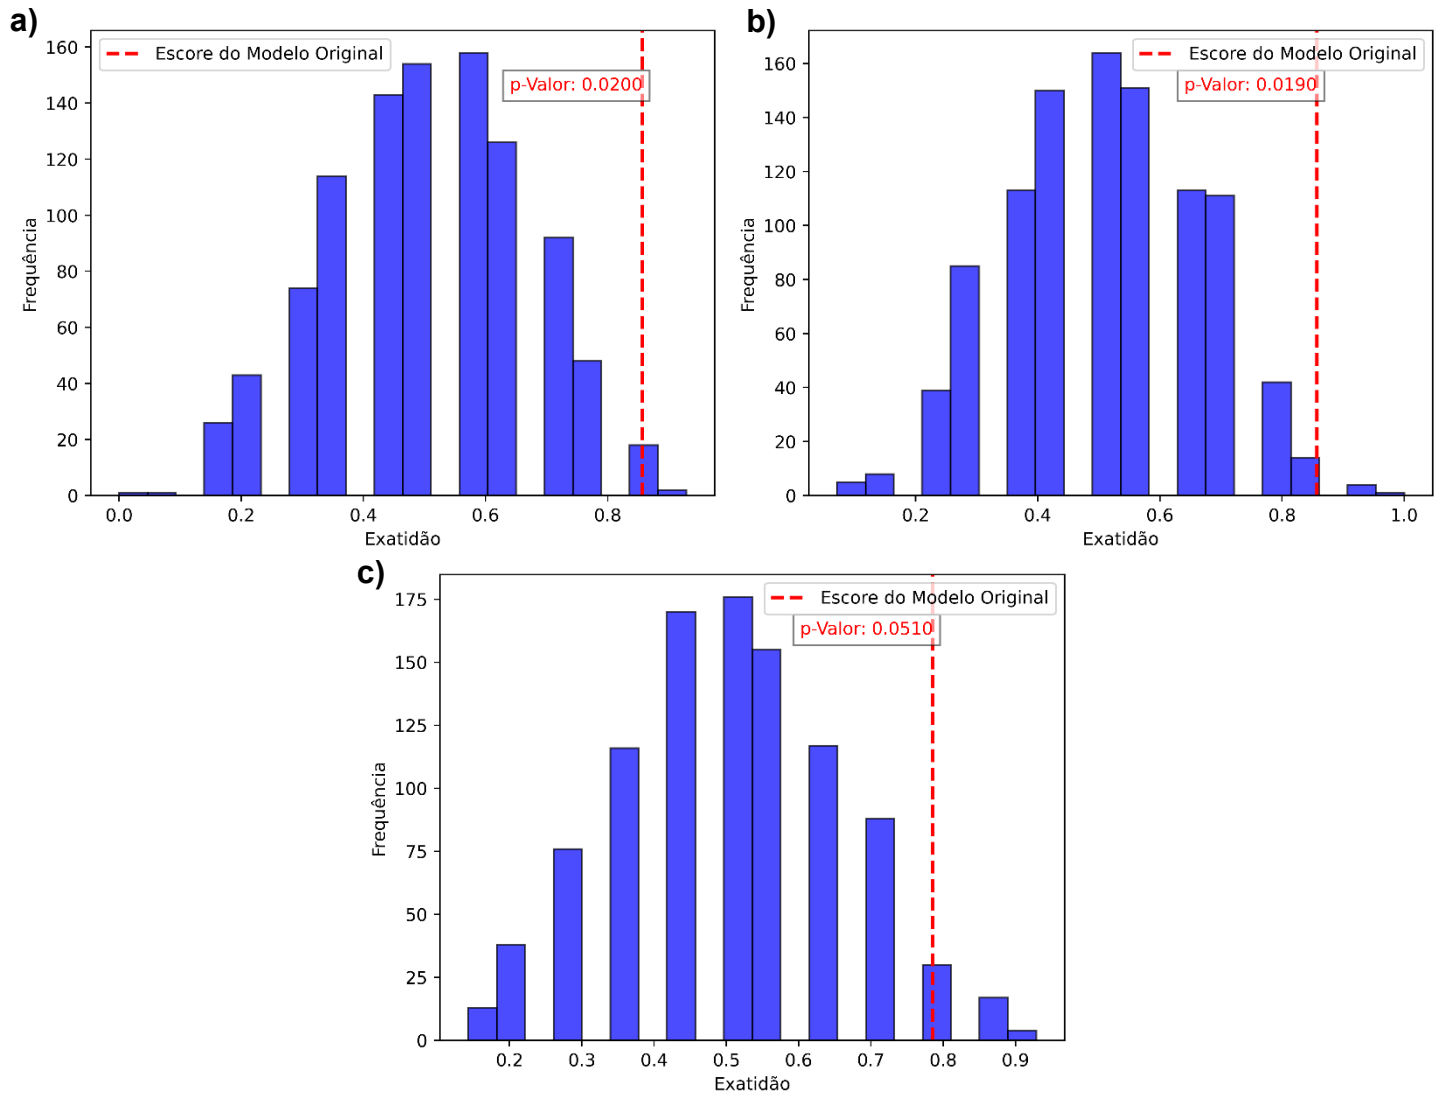 a)
Escore do Modelo Original
p-Valor: 0.0200
160
140
120
100
80
60
40
20
0
Frequência
0.0 0.2 0.4 0.6 0.8
Exatidão
b)
Escore do Modelo Original
p-Valor: 0.0190
160
140
120
100
80
60
40
20
0
Frequência
0.2 0.4 0.6 0.8 1.0
Exatidão
c)
Escore do Modelo Original
p-Valor: 0.0510
175
150
125
100
75
50
25
0
Frequência
0.2 0.3 0.4 0.5 0.6 0.7 0.8 0.9
Exatidão